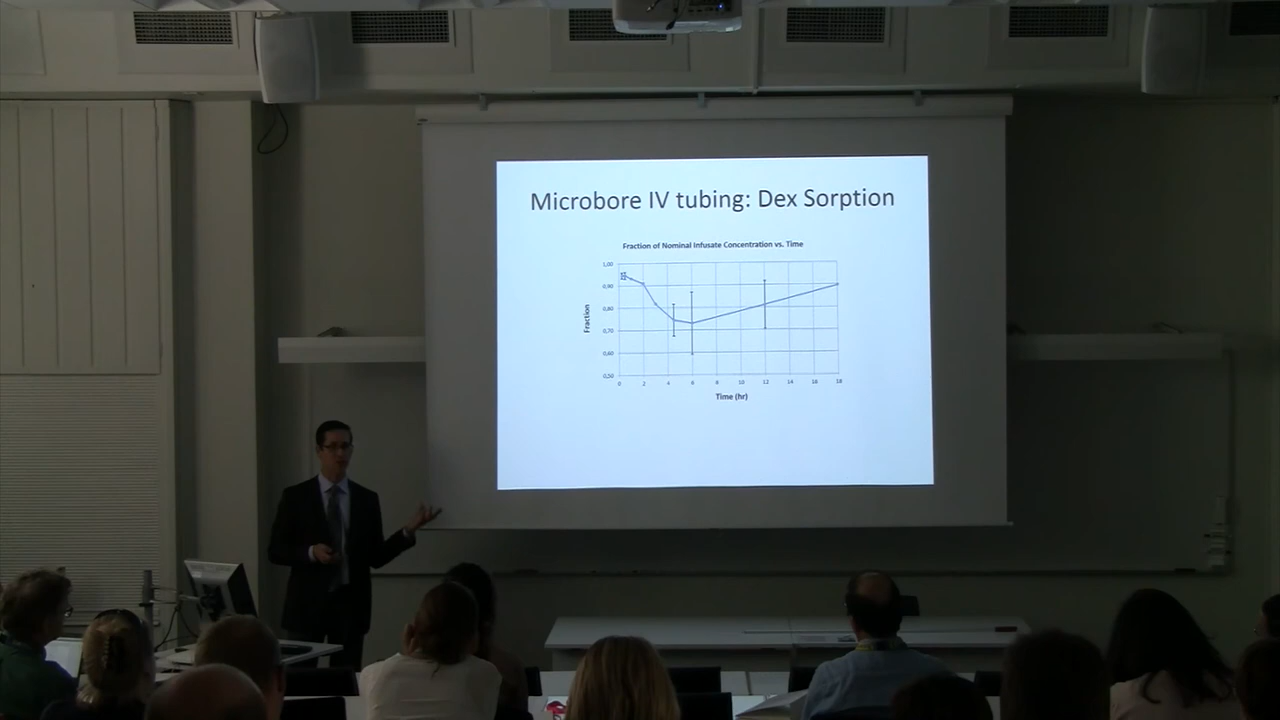 Microbore IV tubing: Dex Sorption
Fraction of Nominal Infusate Concentration vs. Time
1,00
0,90
0,80
0,70
0,60
0,50
Fraction
0 2 4 6 8 10 12 14 16 18
Time (hr)